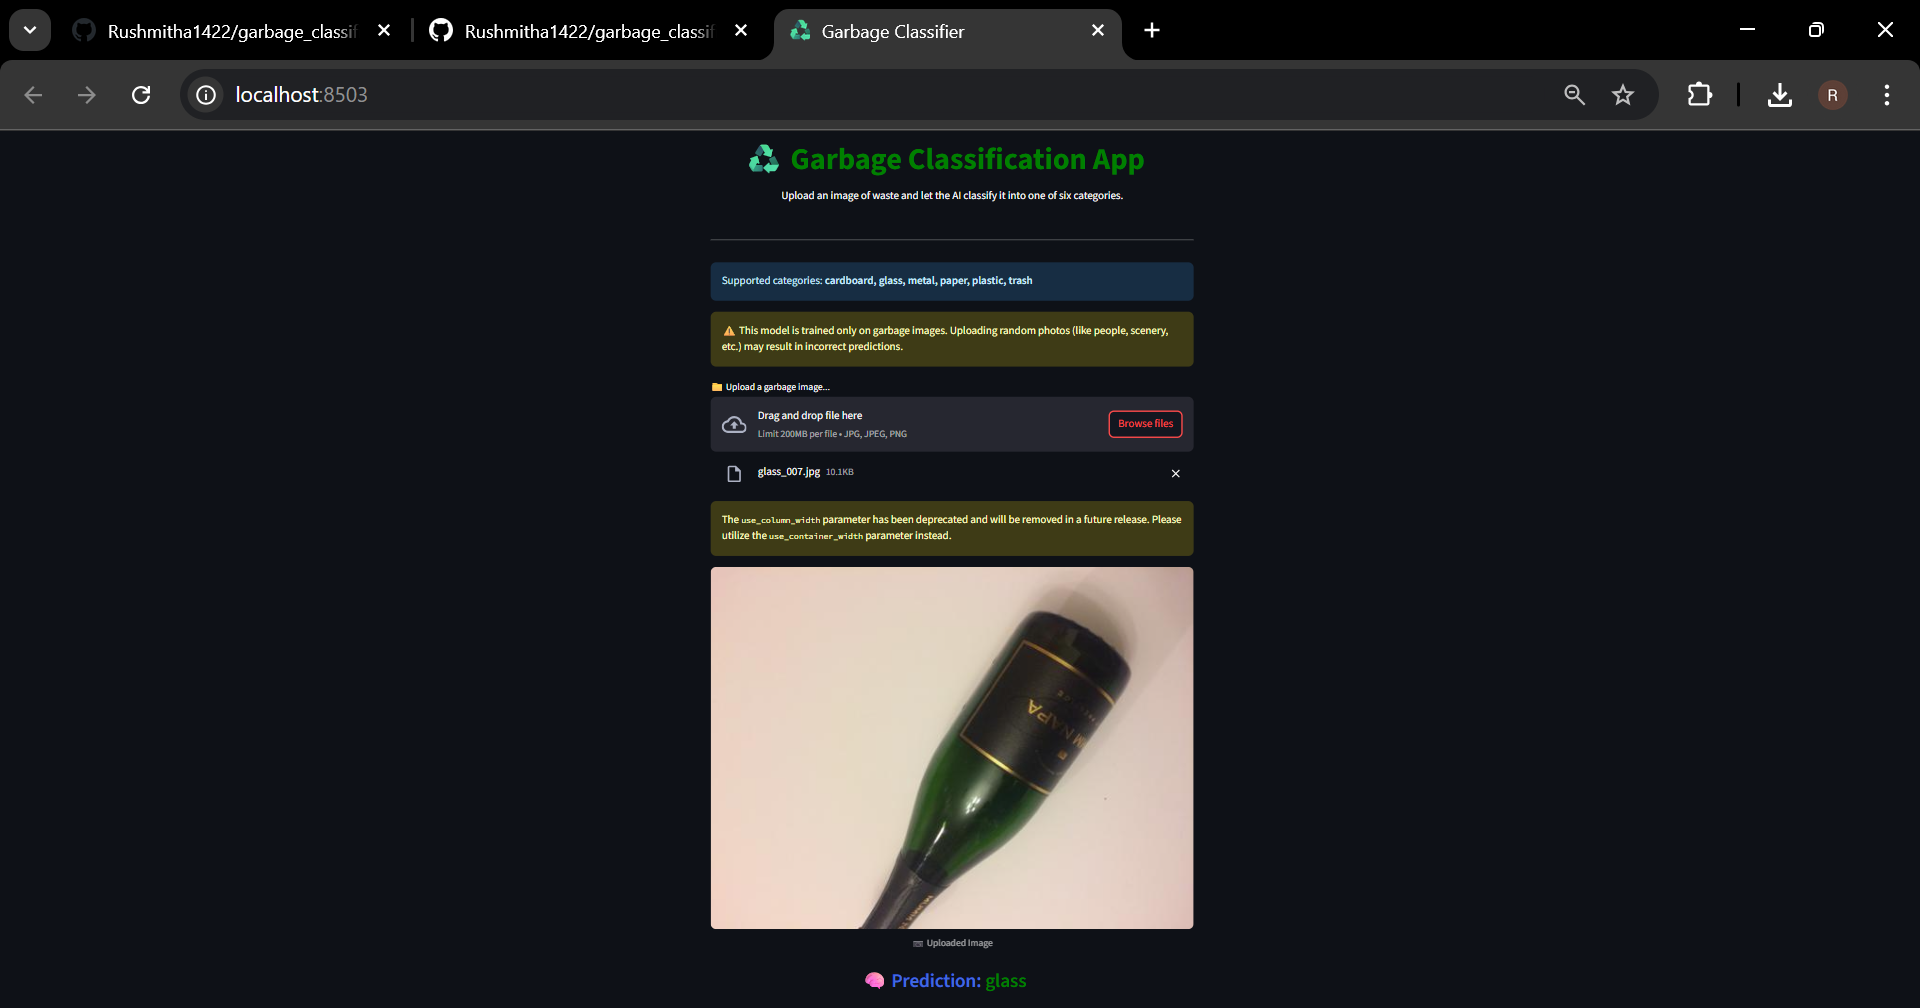 Rushmitha1422/garbage_classif
Rushmitha1422/garbage_classif
Garbage Classifier
localhost:8503
R
Garbage Classification App
Upload an image of waste and let the AI classify it into one of six categories.
Supported categories: cardboard, glass, metal, paper, plastic, trash
This model is trained only on garbage images. Uploading random photos (like people, scenery,
etc.) may result in incorrect predictions.
Upload a garbage image...
Drag and drop file here
Limit 200MB per file • JPG, JPEG, PNG
Browse files
glass_007.jpg 10.1KB
The use_column_width parameter has been deprecated and will be removed in a future release. Please
utilize the use_container_width parameter instead.
NAPA
Uploaded Image
Prediction: glass